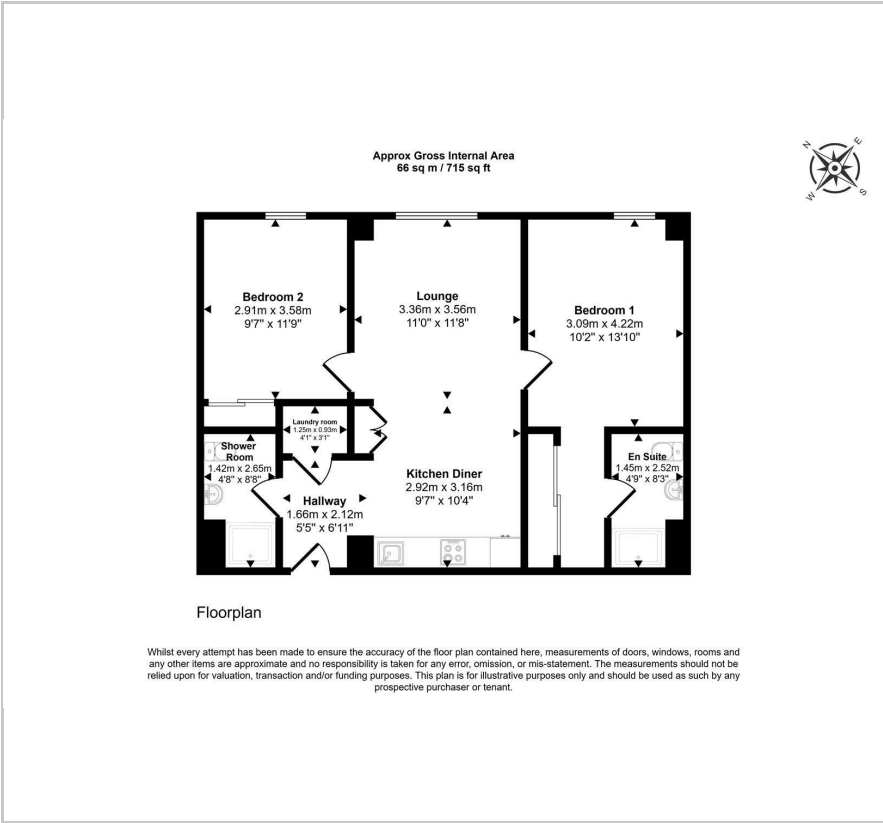 Approx Gross Internal Area
66 sq m / 715 sq ft
N
E
W
S
Bedroom 2
2.91m x 3.58m
9'7" x 11'9"
Lounge
3.36m x 3.56m
11'0" x 11'8"
Bedroom 1
3.09m x 4.22m
10'2" x 13'10"
Laundry room
1.25m x 0.93m
4'1" x 3'1"
Shower
Room
1.42m x 2.65m
4'8" x 8'8"
Kitchen Diner
2.92m x 3.16m
9'7" x 10'4"
En Suite
1.45m x 2.52m
4'9" x 8'3"
Hallway
1.66m x 2.12m
5'5" x 6'11"
Floorplan
Whilst every attempt has been made to ensure the accuracy of the floor plan contained here, measurements of doors, windows, rooms and
any other items are approximate and no responsibility is taken for any error, omission, or mis-statement. The measurements should not be
relied upon for valuation, transaction and/or funding purposes. This plan is for illustrative purposes only and should be used as such by any
prospective purchaser or tenant.